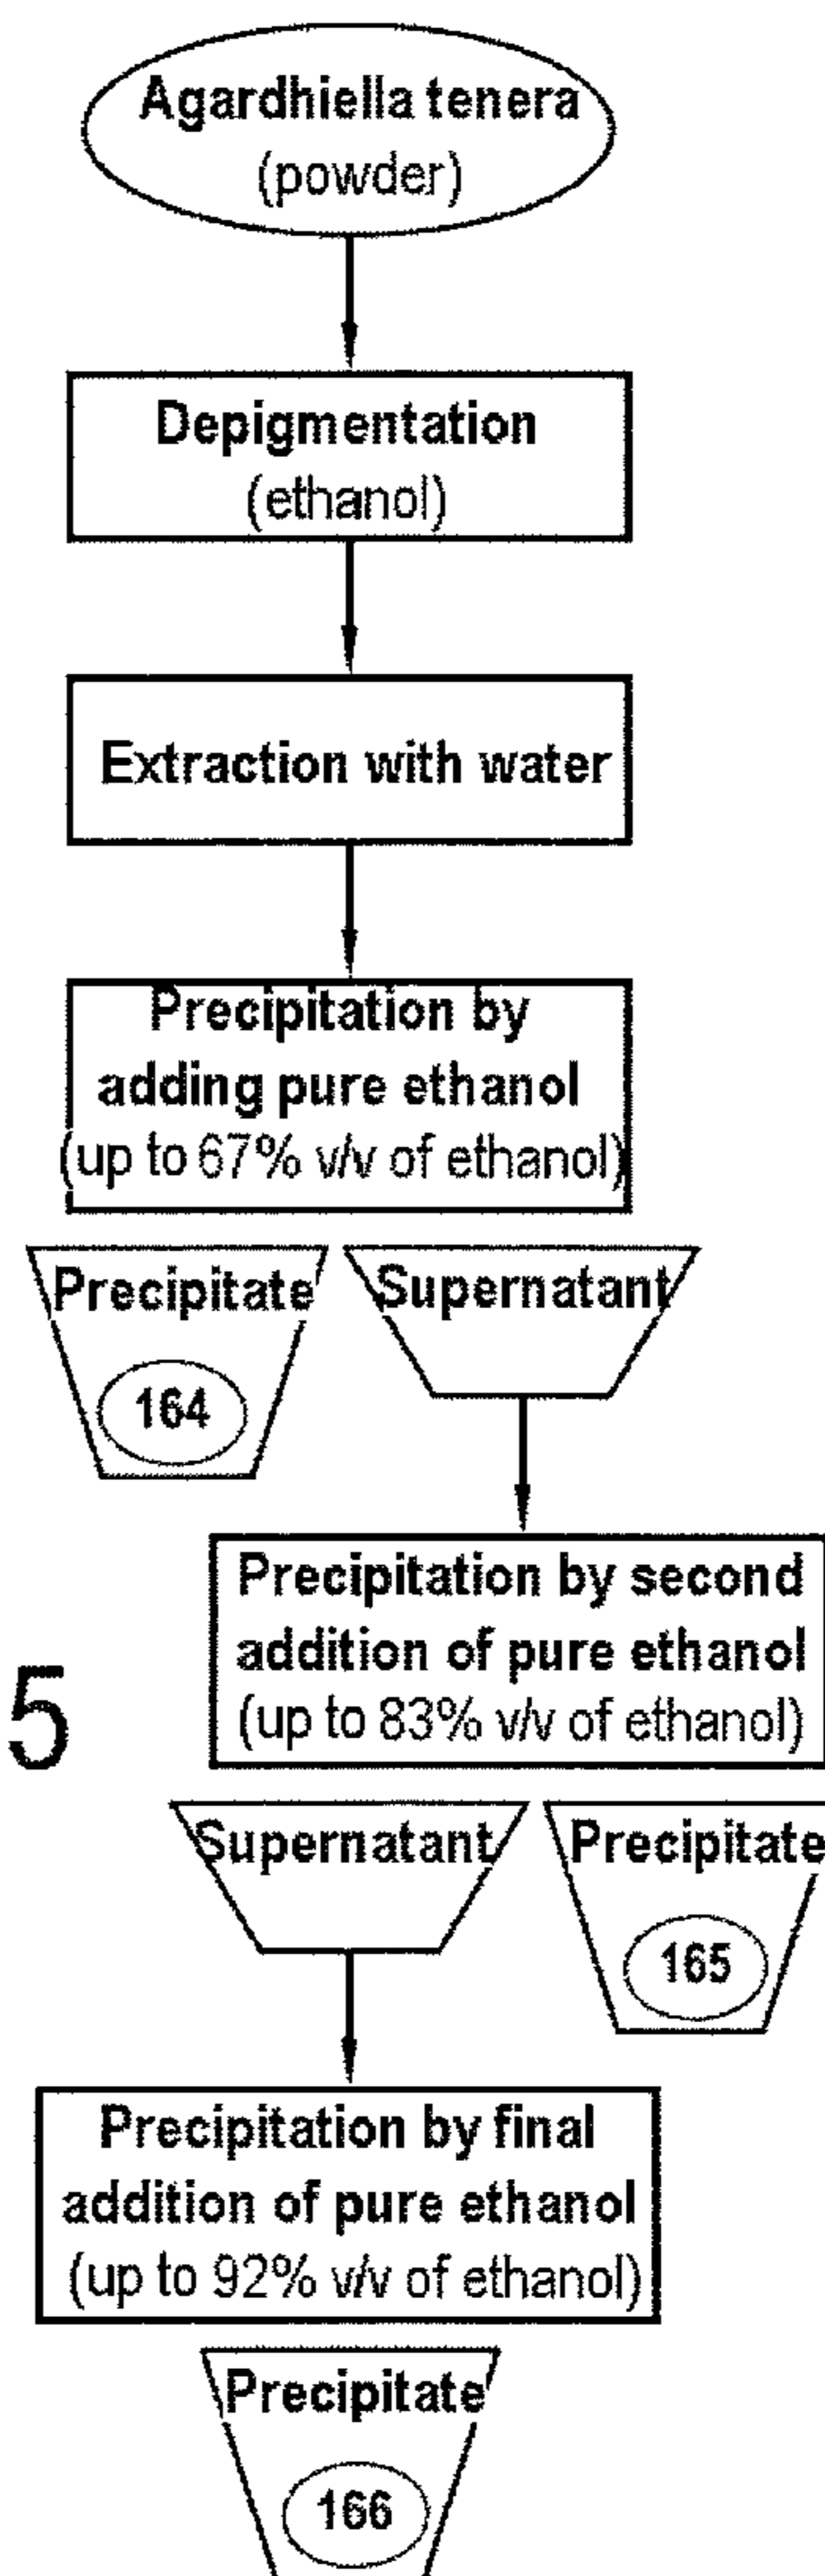 Agardhiella tenera
(powder)
Depigmentation
(ethanol)
Extraction with water
Precipitation by
adding pure ethanol
(up to 67% v/v of ethanol)
Precipitate
Supernatant
164
Precipitation by second
addition of pure ethanol
(up to 83% v/v of ethanol)
5
Supernatant
Precipitate
165
Precipitation by final
addition of pure ethanol
(up to 92% v/v of ethanol)
Precipitate
166